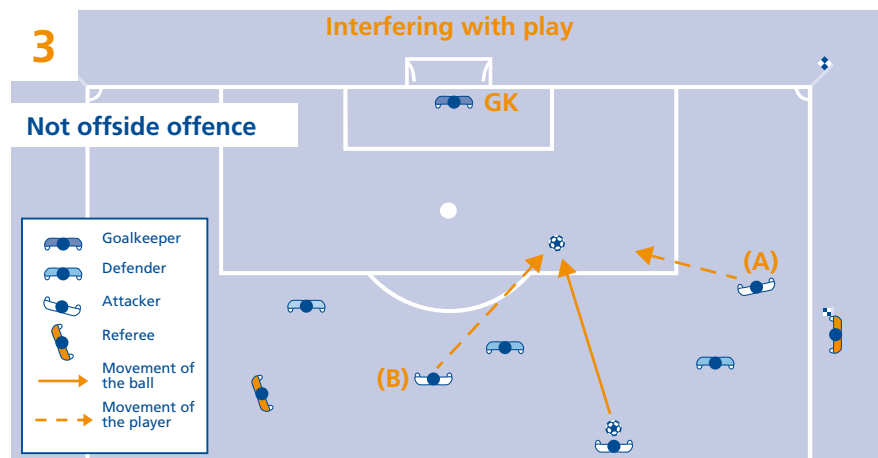 3
Interfering with play
GK
Not offside offence
Goalkeeper
Defender
Attacker
Referee
Movement of
the ball
Movement of
the player
(A)
(B)